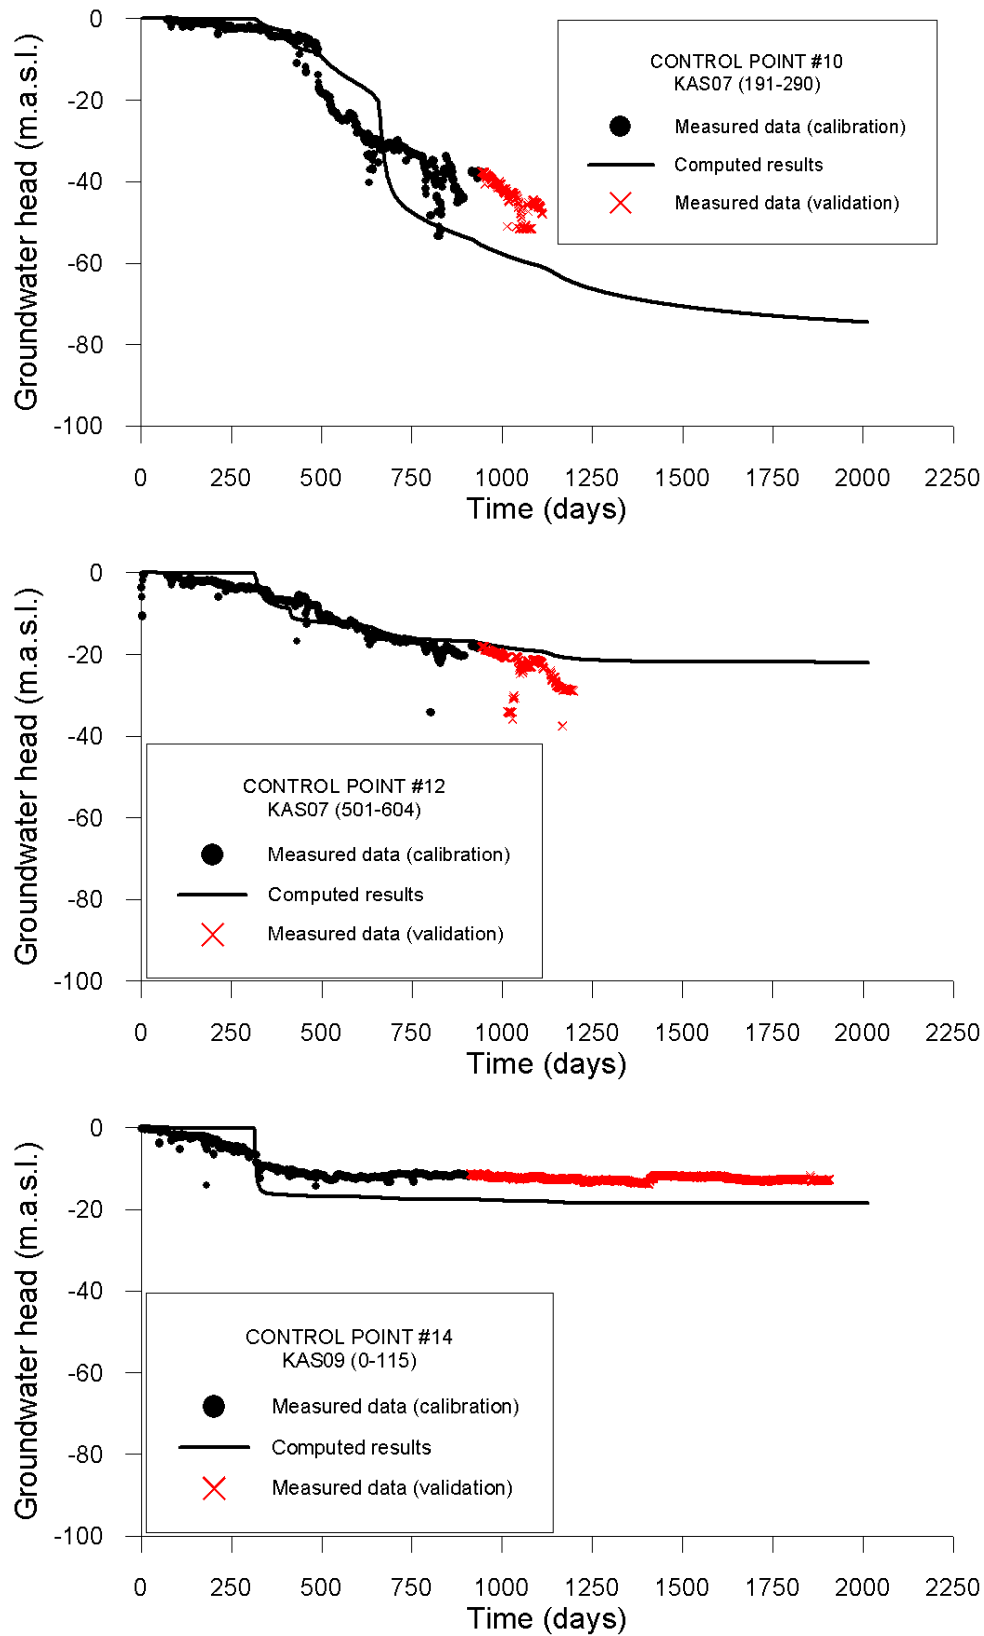 Groundwater head (m.a.s.l.)
0
-20
-40
-60
-80
-100
CONTROL POINT #10
KAS07 (191-290)
Measured data (calibration)
Computed results
Measured data (validation)
0 250 500 750 1000 1250 1500 1750 2000 2250
Time (days)
Groundwater head (m.a.s.l.)
0
-20
-40
-60
-80
-100
CONTROL POINT #12
KAS07 (501-604)
Measured data (calibration)
Computed results
Measured data (validation)
0 250 500 750 1000 1250 1500 1750 2000 2250
Time (days)
Groundwater head (m.a.s.l.)
0
-20
-40
-60
-80
-100
CONTROL POINT #14
KAS09 (0-115)
Measured data (calibration)
Computed results
Measured data (validation)
0 250 500 750 1000 1250 1500 1750 2000 2250
Time (days)